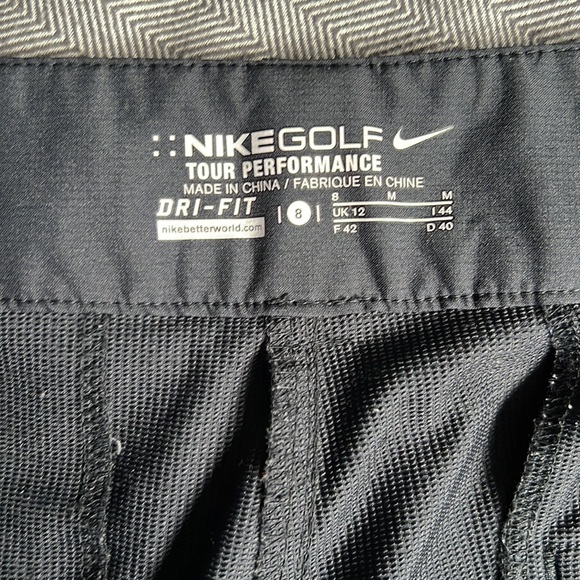 NIKEGOLF
TOUR PERFORMANCE
MADE IN CHINA / FABRIQUE EN CHINE
DRI-FIT
nikebetterworld.com
8
8 M M
UK 12 I 44
F 42 D 40